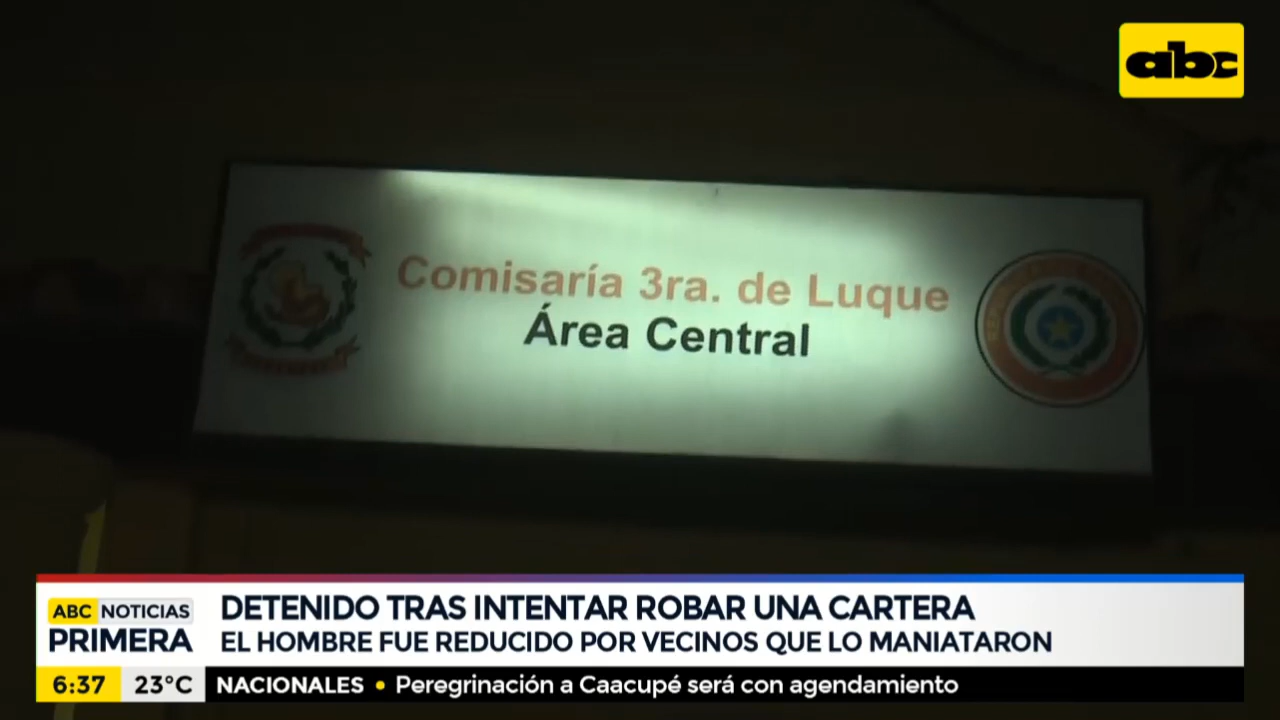 abc
Comisaría 3ra. de Luque
Área Central
ABC NOTICIAS
PRIMERA
DETENIDO TRAS INTENTAR ROBAR UNA CARTERA
EL HOMBRE FUE REDUCIDO POR VECINOS QUE LO MANIATARON
6:37 23°C NACIONALES • Peregrinación a Caacupé será con agendamiento